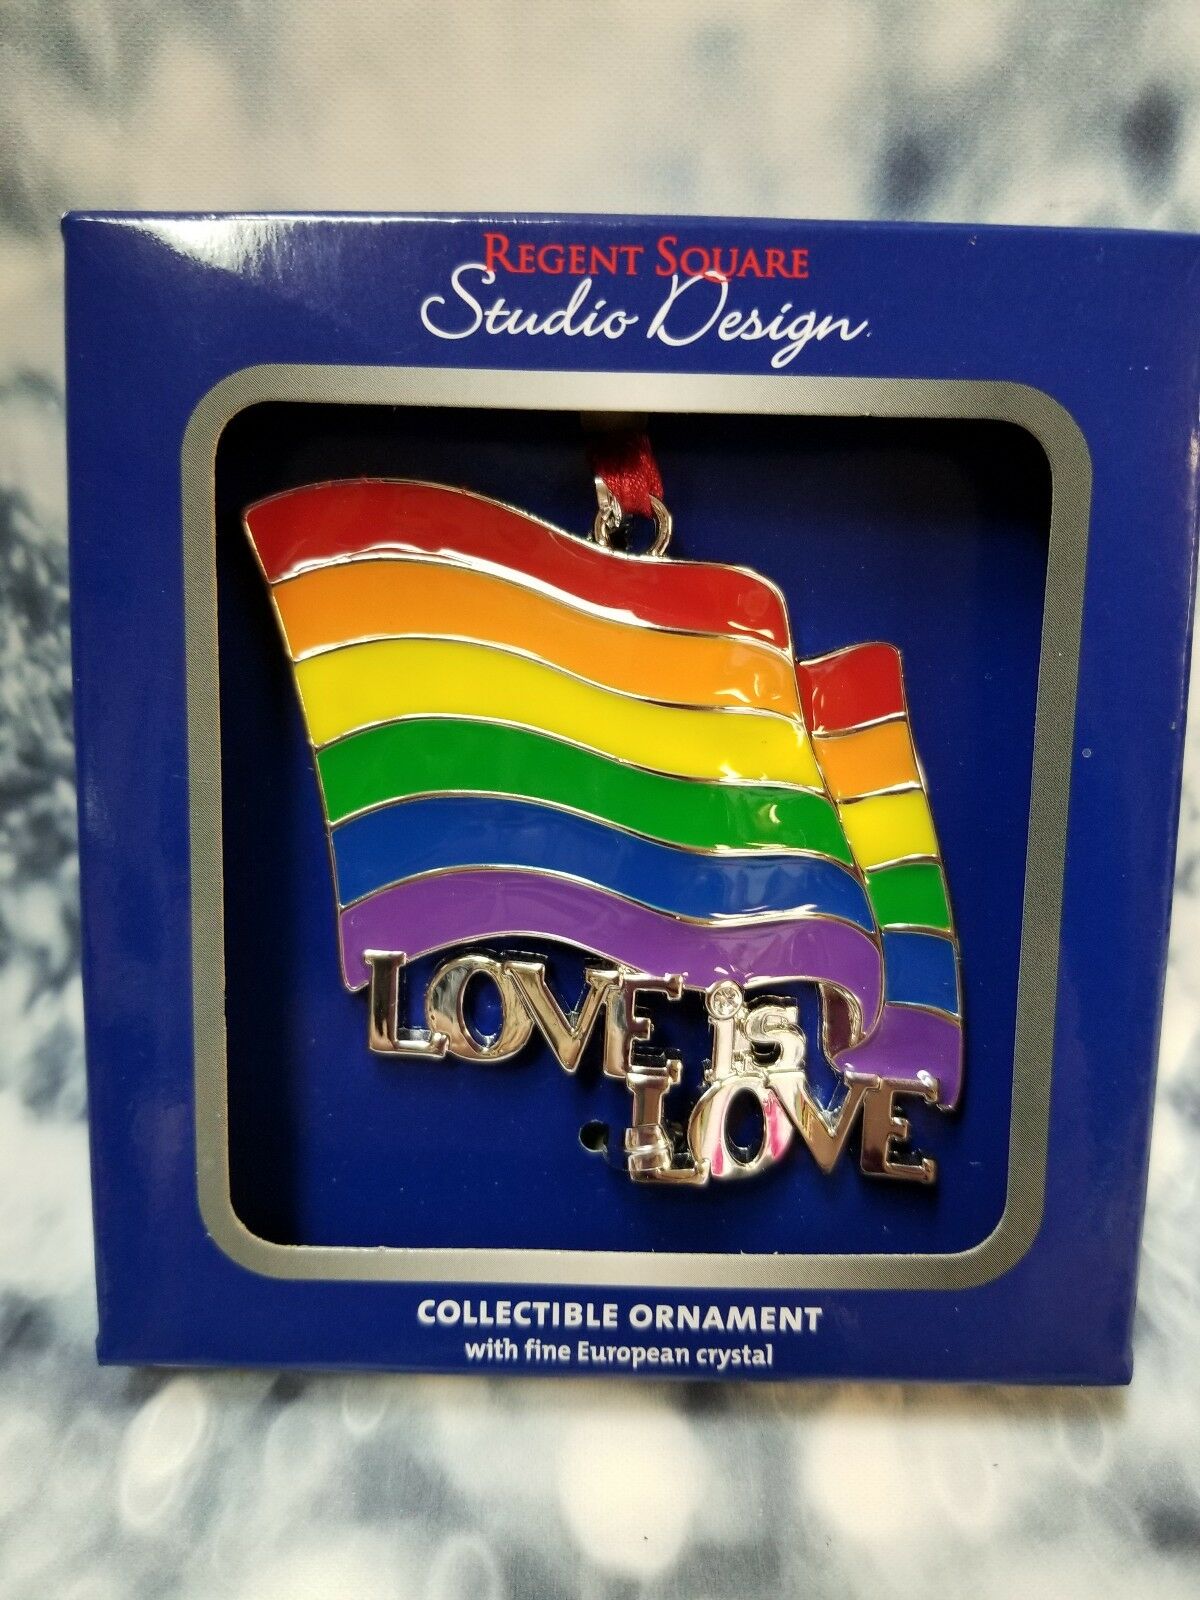 REGENT SQUARE
Studio Design
LOVE is
LOVE
COLLECTIBLE ORNAMENT
with fine European crystal